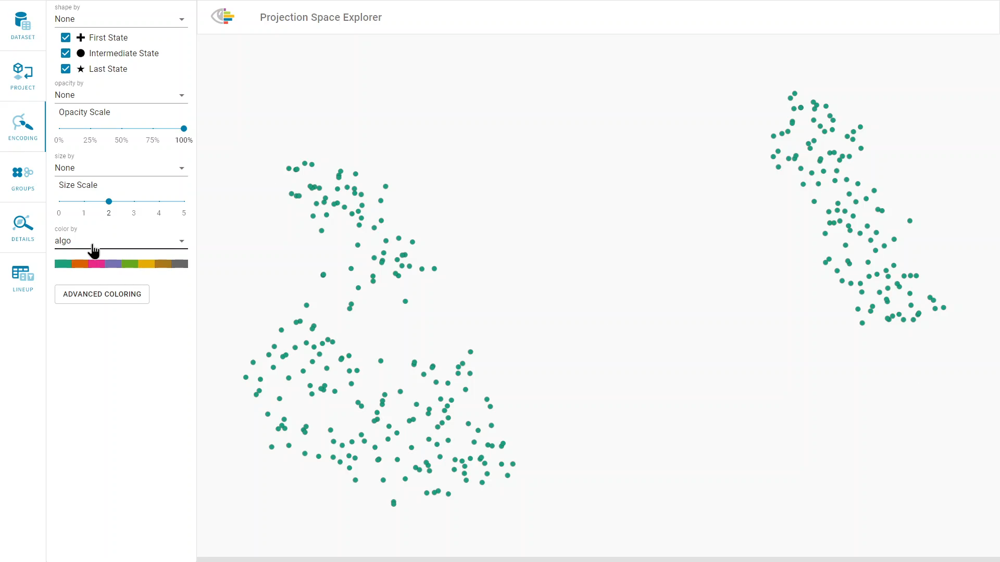 DATASET
PROJECT
ENCODING
GROUPS
DETAILS
LINEUP
shape by
None
First State
Intermediate State
Last State
opacity by
None
Opacity Scale
0% 25% 50% 75% 100%
size by
None
Size Scale
0 1 2 3 4 5
color by
algo
ADVANCED COLORING
Projection Space Explorer